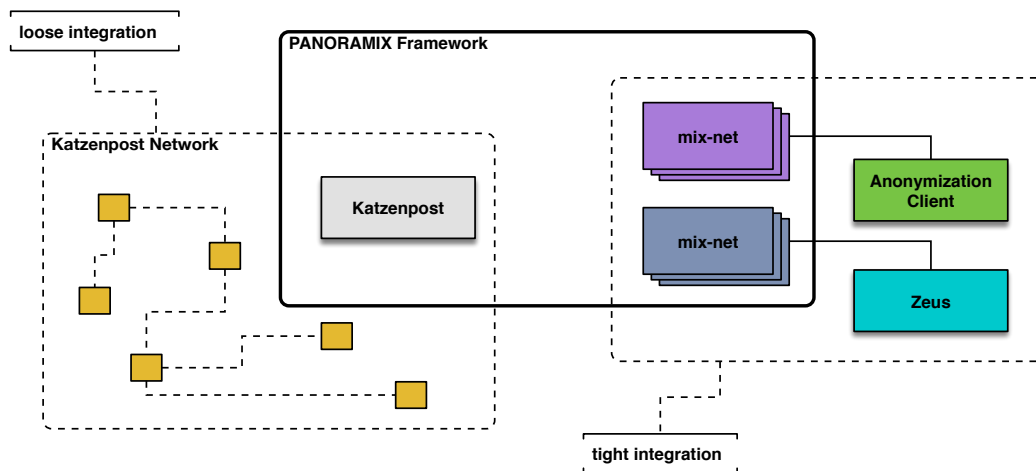 loose integration
PANORAMIX Framework
Katzenpost Network
Katzenpost
mix-net
Anonymization
Client
mix-net
Zeus
tight integration